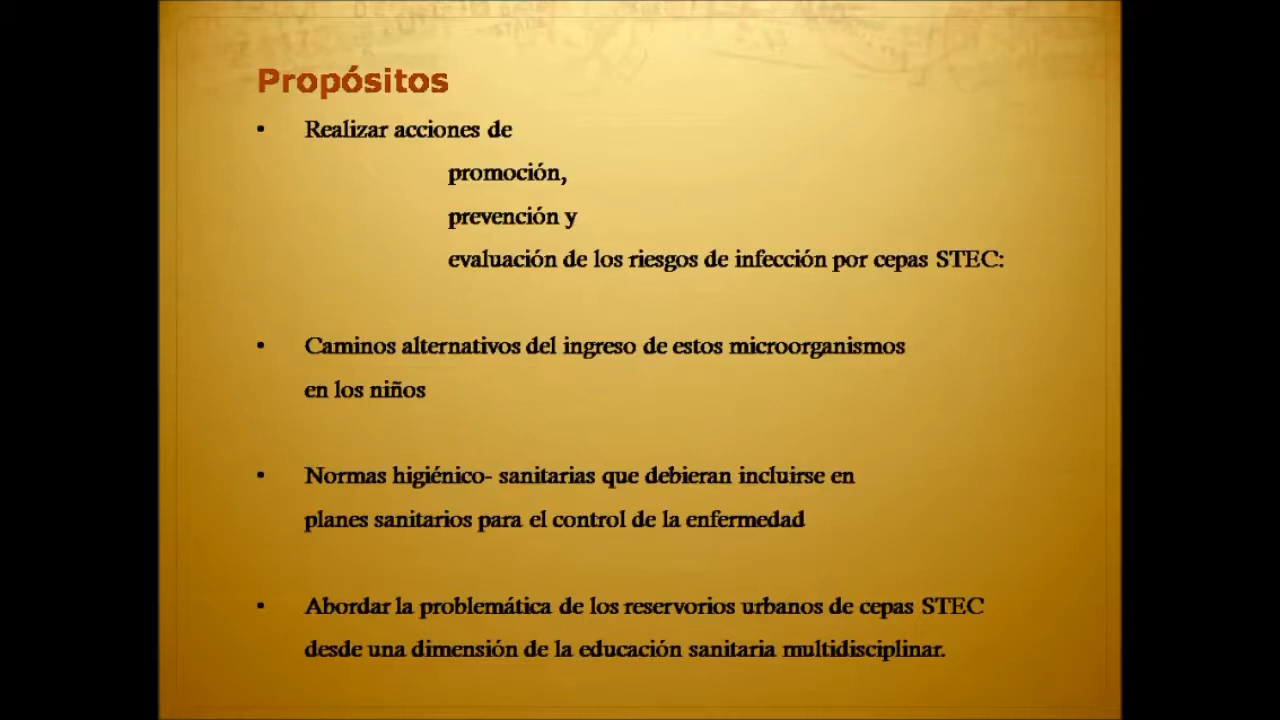 Propósitos
• Realizar acciones de
promoción,
prevención y
evaluación de los riesgos de infección por cepas STEC:
• Caminos alternativos del ingreso de estos microorganismos
en los niños
• Normas higiénico- sanitarias que debieran incluirse en
planes sanitarios para el control de la enfermedad
• Abordar la problemática de los reservorios urbanos de cepas STEC
desde una dimensión de la educación sanitaria multidisciplinar.